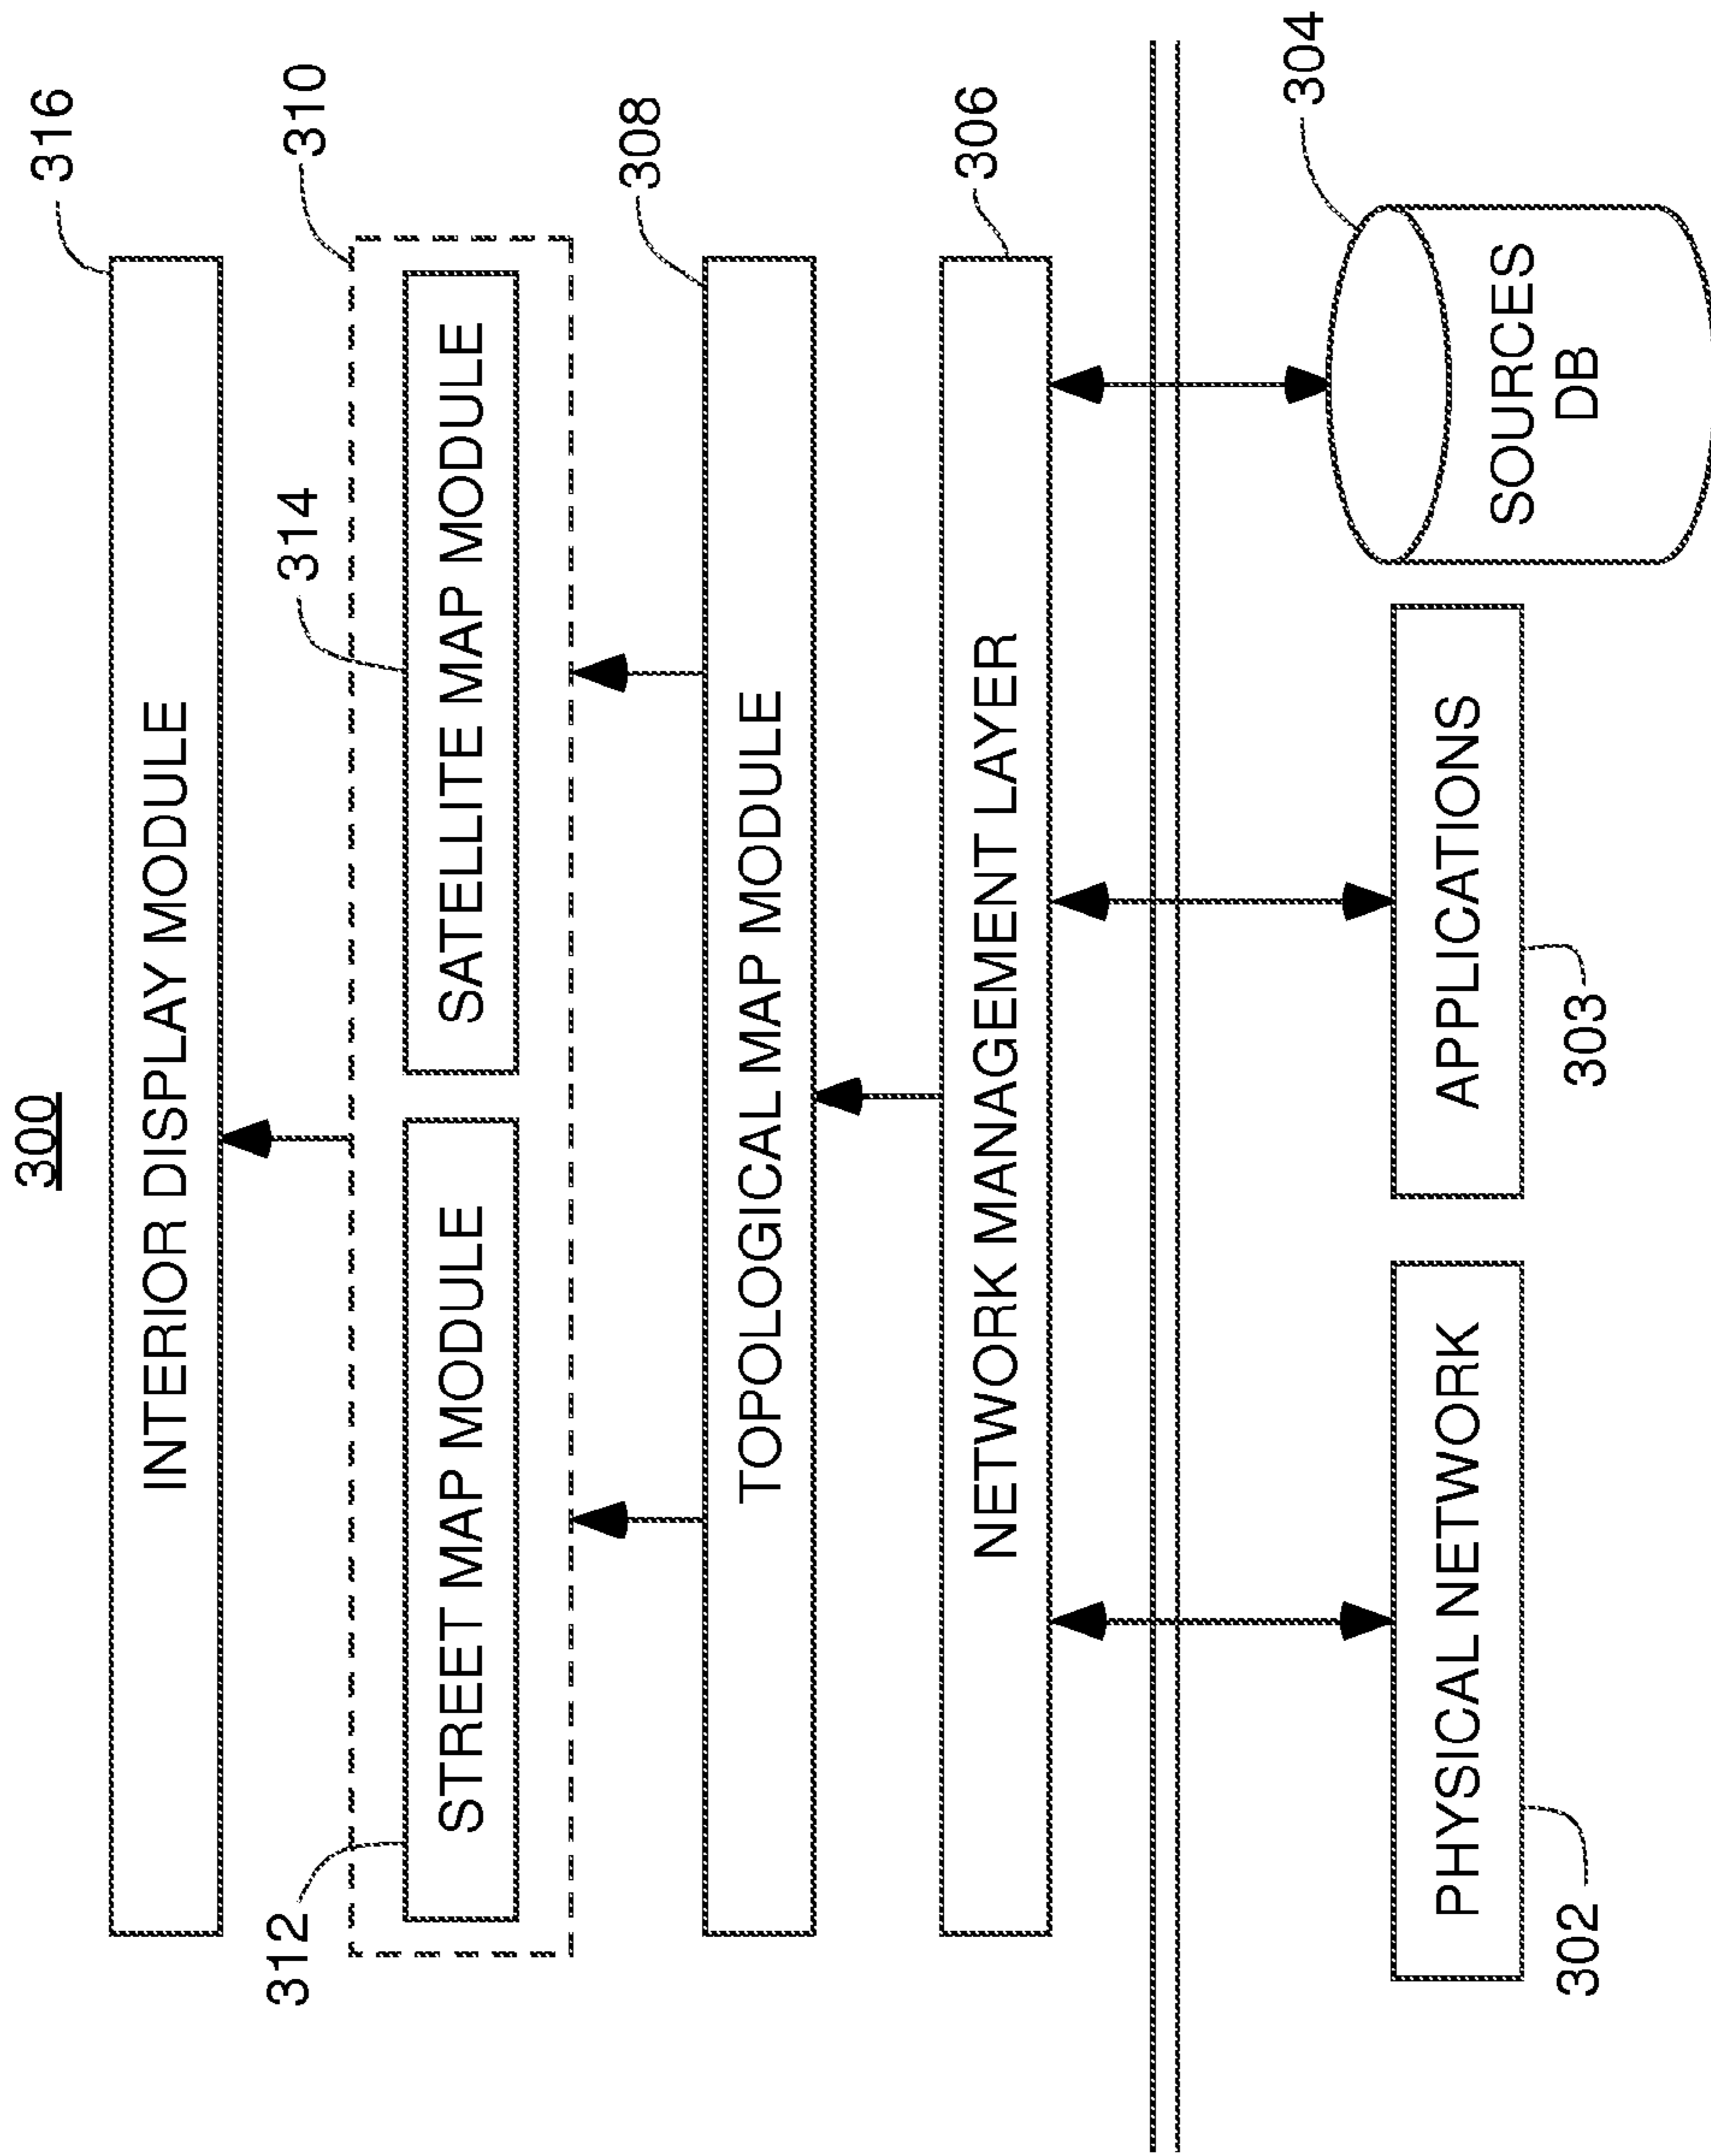 300
316
INTERIOR DISPLAY MODULE
310
312
314
STREET MAP MODULE
SATELLITE MAP MODULE
308
TOPOLOGICAL MAP MODULE
306
NETWORK MANAGEMENT LAYER
304
PHYSICAL NETWORK
APPLICATIONS
SOURCES
DB
302
303